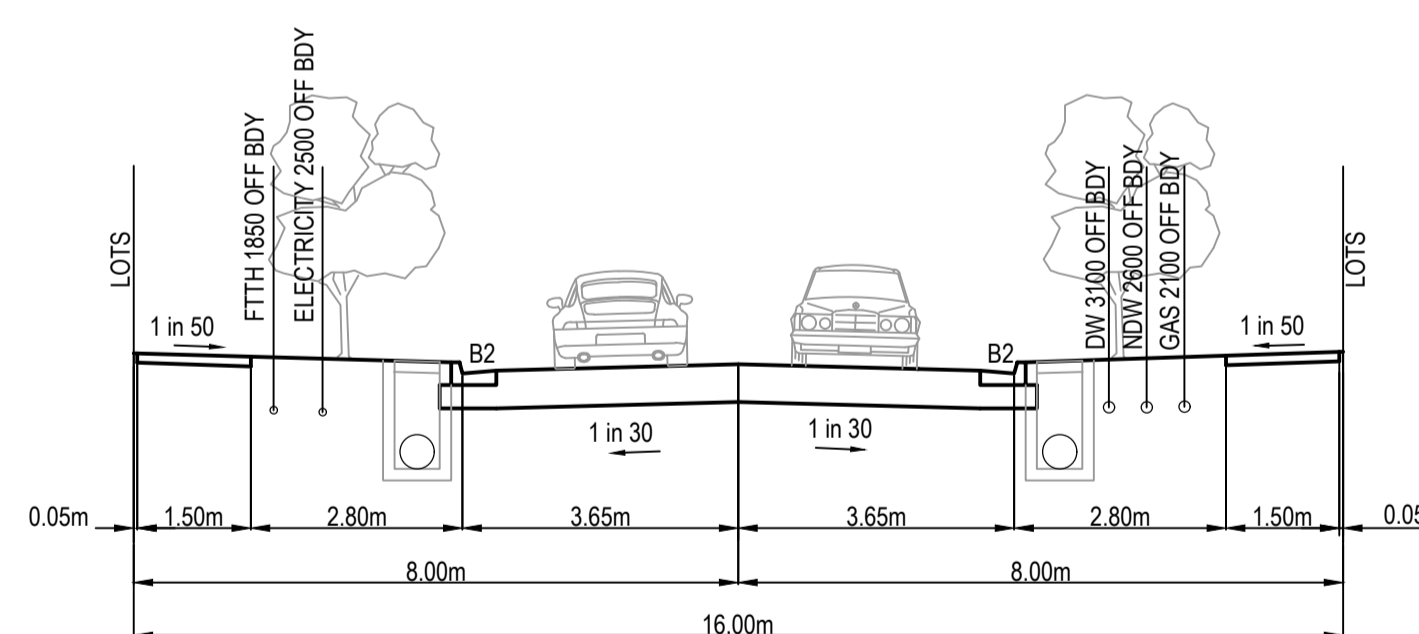 LOTS
FTTH 1850 OFF BDY
ELECTRICITY 2500 OFF BDY
DW 3100 OFF BDY
NDW 2600 OFF BDY
GAS 2100 OFF BDY
LOTS
1 in 50
1 in 50
B2
B2
1 in 30
1 in 30
0.05m
1.50m
2.80m
3.65m
3.65m
2.80m
1.50m
0.05
8.00m
8.00m
16.00m